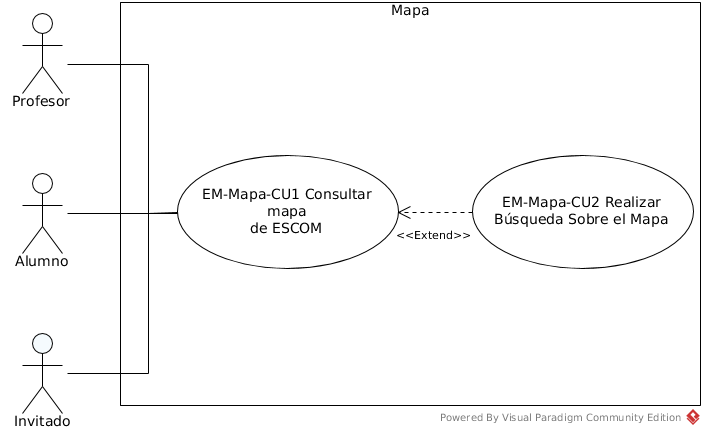 Mapa
Profesor
EM-Mapa-CU1 Consultar
mapa
de ESCOM
EM-Mapa-CU2 Realizar
Búsqueda Sobre el Mapa
<<Extend>>
Alumno
Invitado
Powered By Visual Paradigm Community Edition